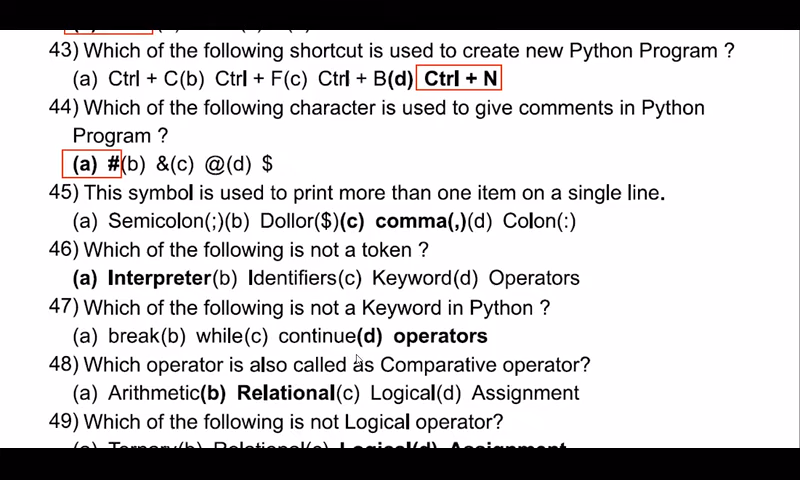 43) Which of the following shortcut is used to create new Python Program ?
(a) Ctrl + C(b) Ctrl + F(c) Ctrl + B(d) Ctrl + N
44) Which of the following character is used to give comments in Python
Program ?
(a) #(b) &(c) @(d) $
45) This symbol is used to print more than one item on a single line.
(a) Semicolon(;)(b) Dollor($)(c) comma(,)(d) Colon(:)
46) Which of the following is not a token ?
(a) Interpreter(b) Identifiers(c) Keyword(d) Operators
47) Which of the following is not a Keyword in Python ?
(a) break(b) while(c) continue(d) operators
48) Which operator is also called as Comparative operator?
(a) Arithmetic(b) Relational(c) Logical(d) Assignment
49) Which of the following is not Logical operator?
(a) Ternary(b) Relational(c) Logical(d) Assignment